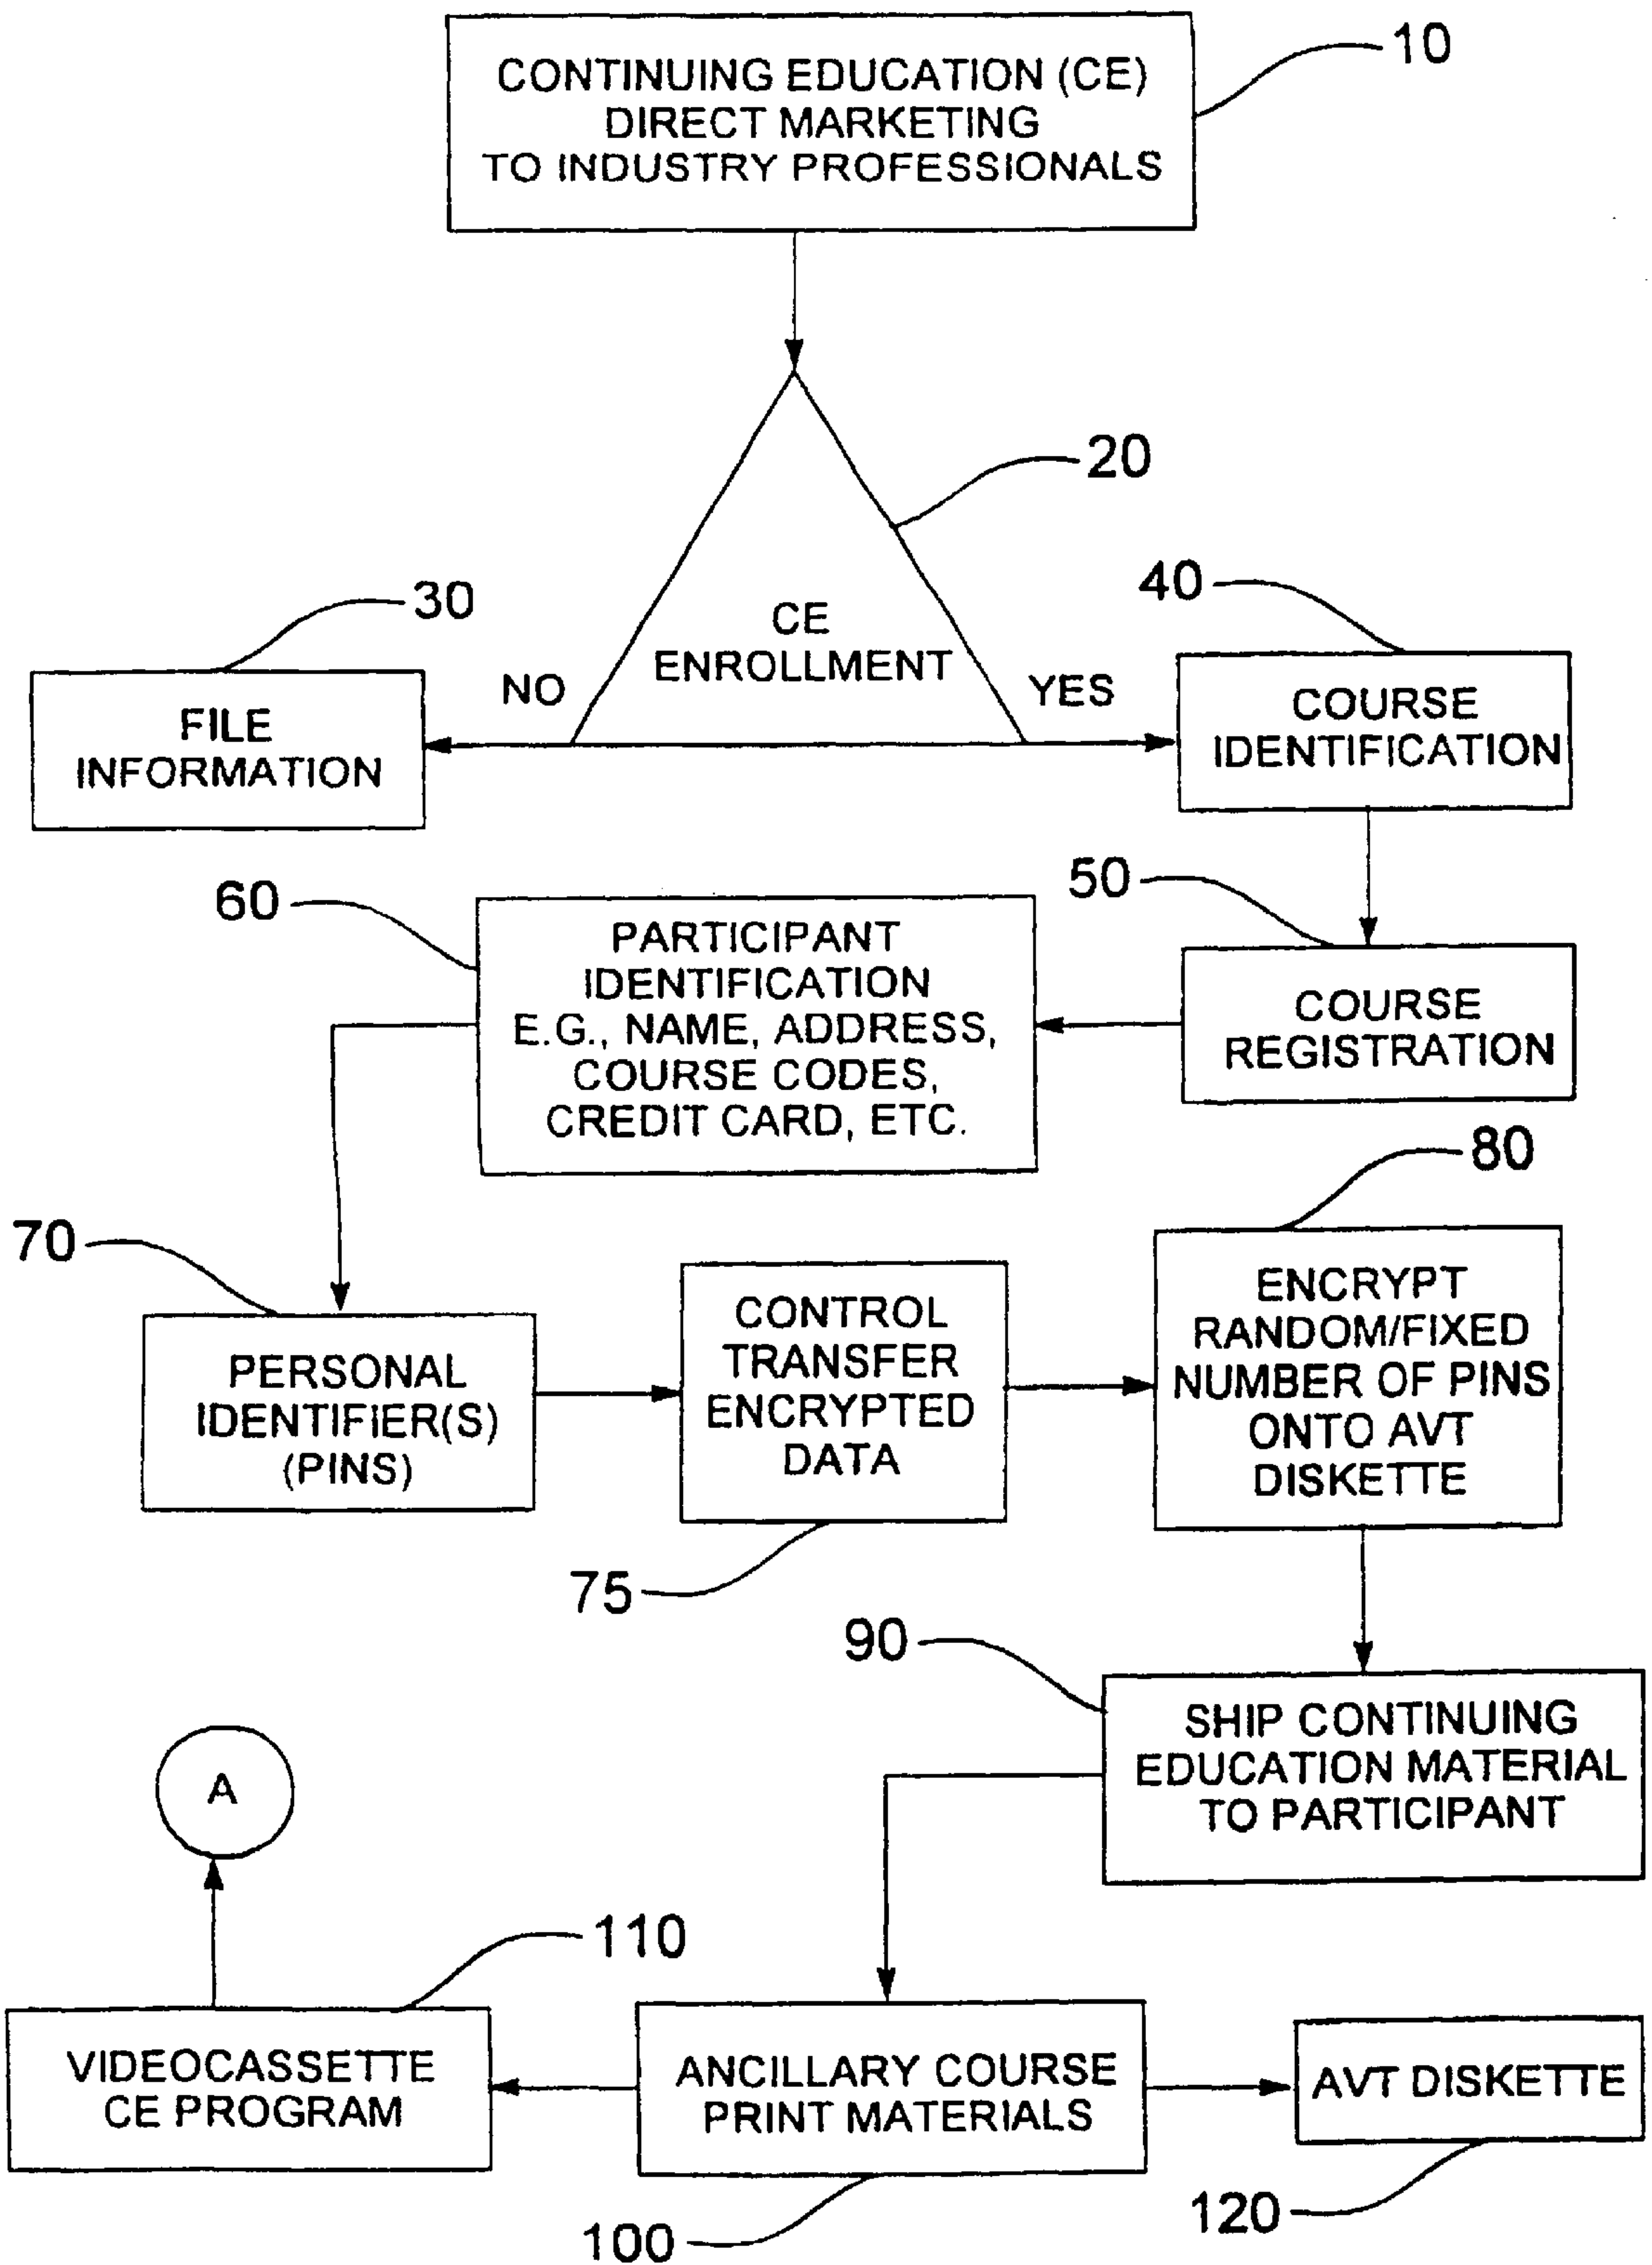 10
CONTINUING EDUCATION (CE)
DIRECT MARKETING
TO INDUSTRY PROFESSIONALS
20
CE
ENROLLMENT
NO
YES
30
FILE
INFORMATION
40
COURSE
IDENTIFICATION
50
COURSE
REGISTRATION
60
PARTICIPANT
IDENTIFICATION
E.G., NAME, ADDRESS,
COURSE CODES,
CREDIT CARD, ETC.
70
PERSONAL
IDENTIFIER(S)
(PINS)
CONTROL
TRANSFER
ENCRYPTED
DATA
75
80
ENCRYPT
RANDOM/FIXED
NUMBER OF PINS
ONTO AVT
DISKETTE
90
SHIP CONTINUING
EDUCATION MATERIAL
TO PARTICIPANT
A
110
VIDEOCASSETTE
CE PROGRAM
ANCILLARY COURSE
PRINT MATERIALS
100
AVT DISKETTE
120